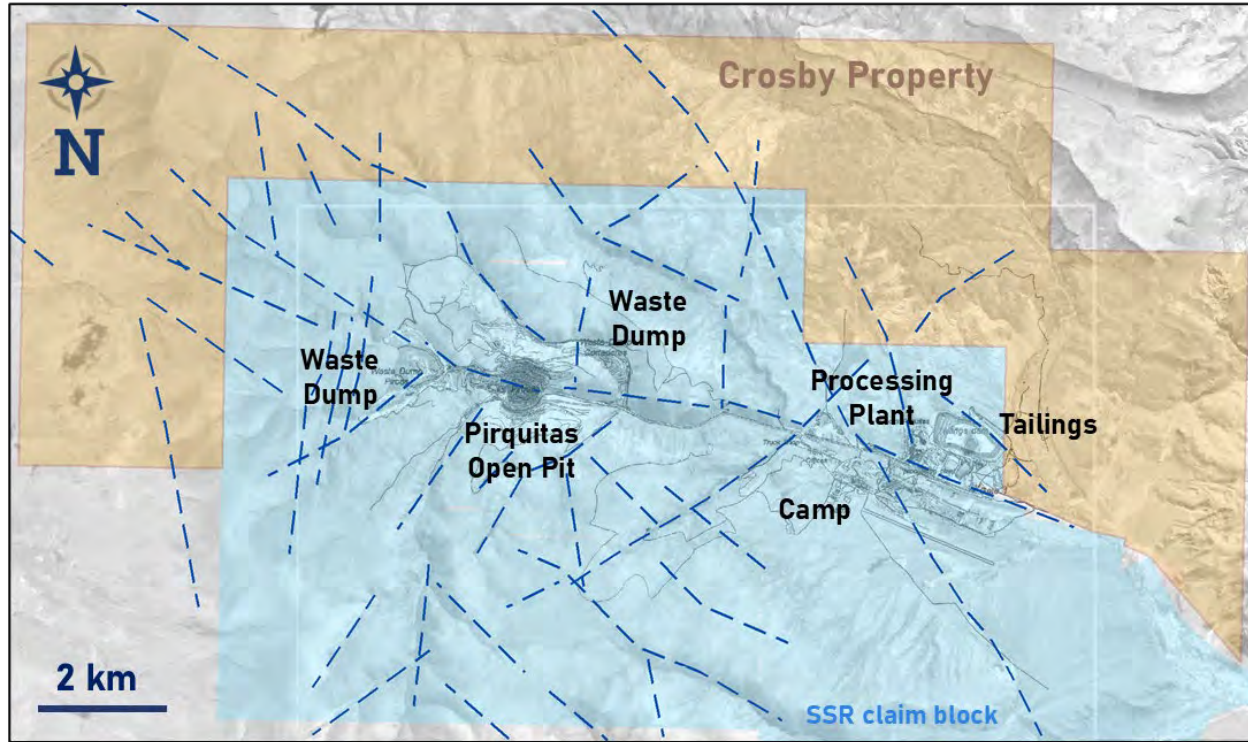 Crosby Property
N
Waste
Dump
Waste
Dump
Processing
Plant
Tailings
Pirquitas
Open Pit
Camp
2 km
SSR claim block